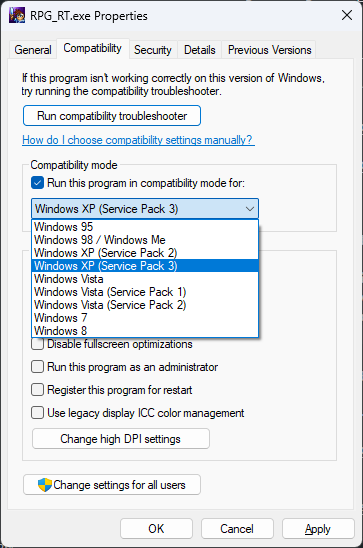 RPG_RT.exe Properties
General
Compatibility
Security
Details
Previous Versions
If this program isn't working correctly on this version of Windows,
try running the compatibility troubleshooter.
Run compatibility troubleshooter
How do I choose compatibility settings manually?
Compatibility mode
Run this program in compatibility mode for:
Windows XP (Service Pack 3)
Windows 95
Windows 98 / Windows Me
Windows XP (Service Pack 2)
Windows XP (Service Pack 3)
Windows Vista
Windows Vista (Service Pack 1)
Windows Vista (Service Pack 2)
Windows 7
Windows 8
Disable fullscreen optimizations
Run this program as an administrator
Register this program for restart
Use legacy display ICC color management
Change high DPI settings
Change settings for all users
OK
Cancel
Apply